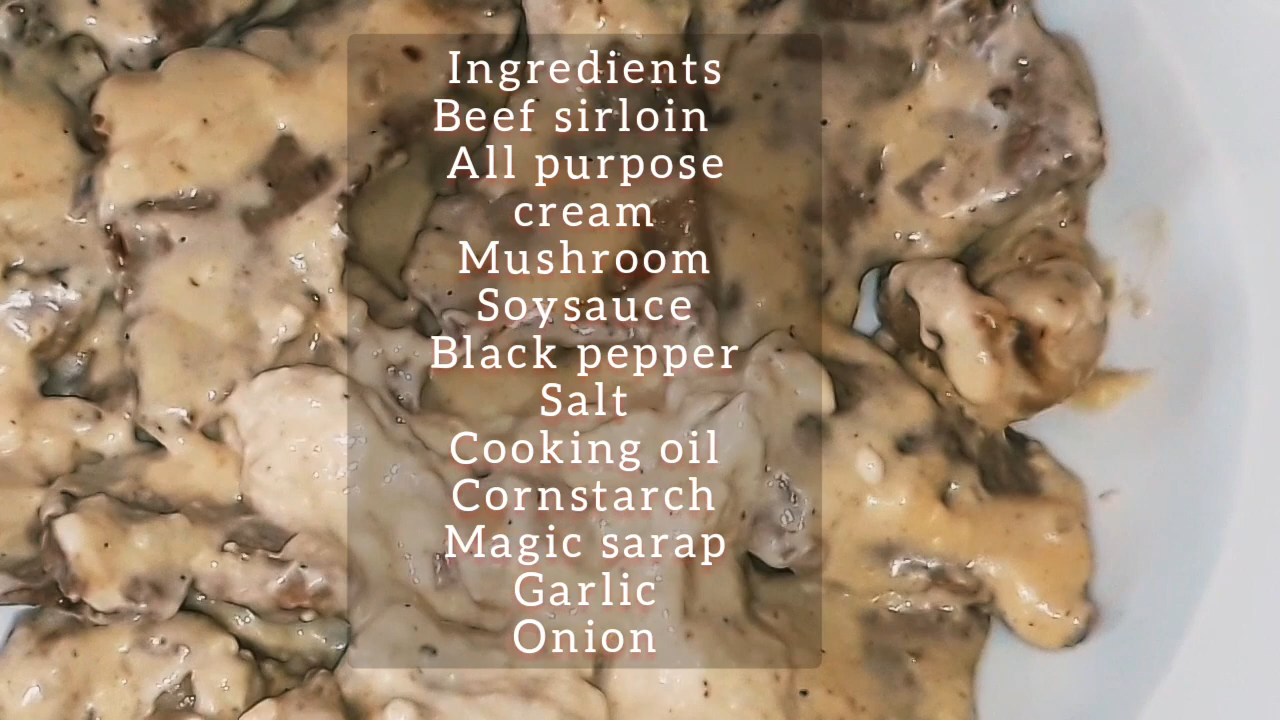 Ingredients
Beef sirloin
All purpose
cream
Mushroom
Soysauce
Black pepper
Salt
Cooking oil
Cornstarch
Magic sarap
Garlic
Onion